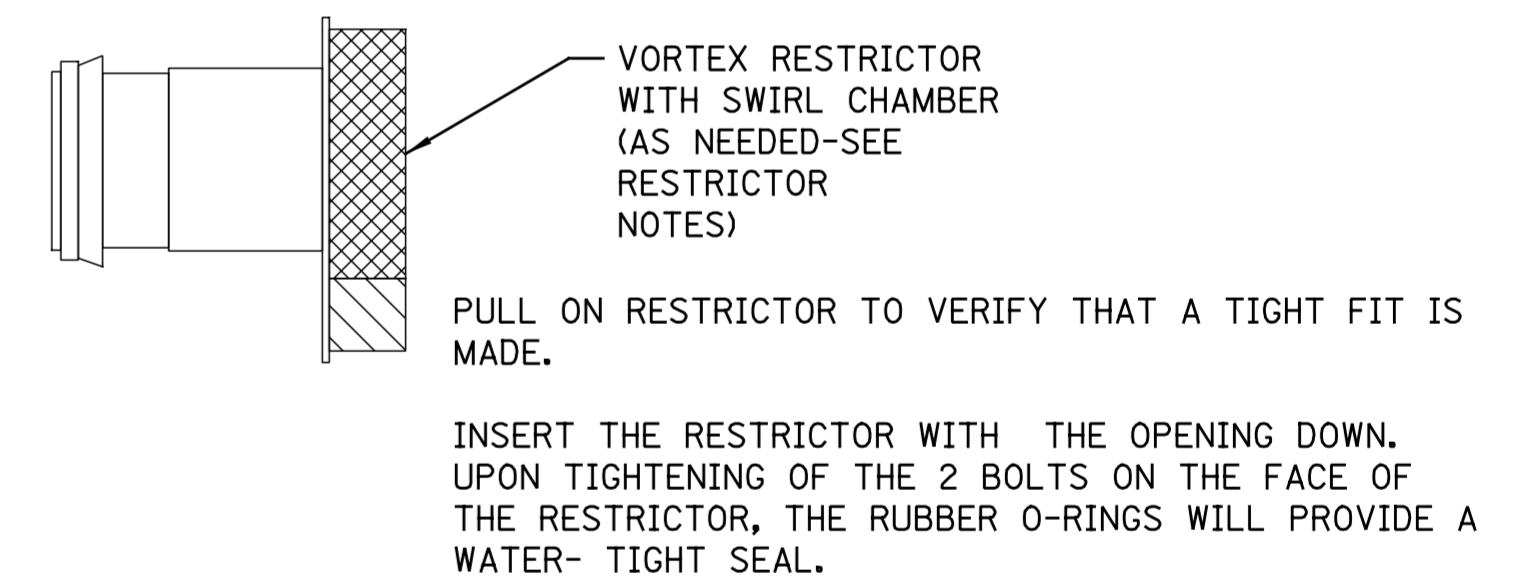 VORTEX RESTRICTOR
WITH SWIRL CHAMBER
(AS NEEDED-SEE
RESTRICTOR
NOTES)
PULL ON RESTRICTOR TO VERIFY THAT A TIGHT FIT IS
MADE.
INSERT THE RESTRICTOR WITH THE OPENING DOWN.
UPON TIGHTENING OF THE 2 BOLTS ON THE FACE OF
THE RESTRICTOR, THE RUBBER O-RINGS WILL PROVIDE A
WATER- TIGHT SEAL.